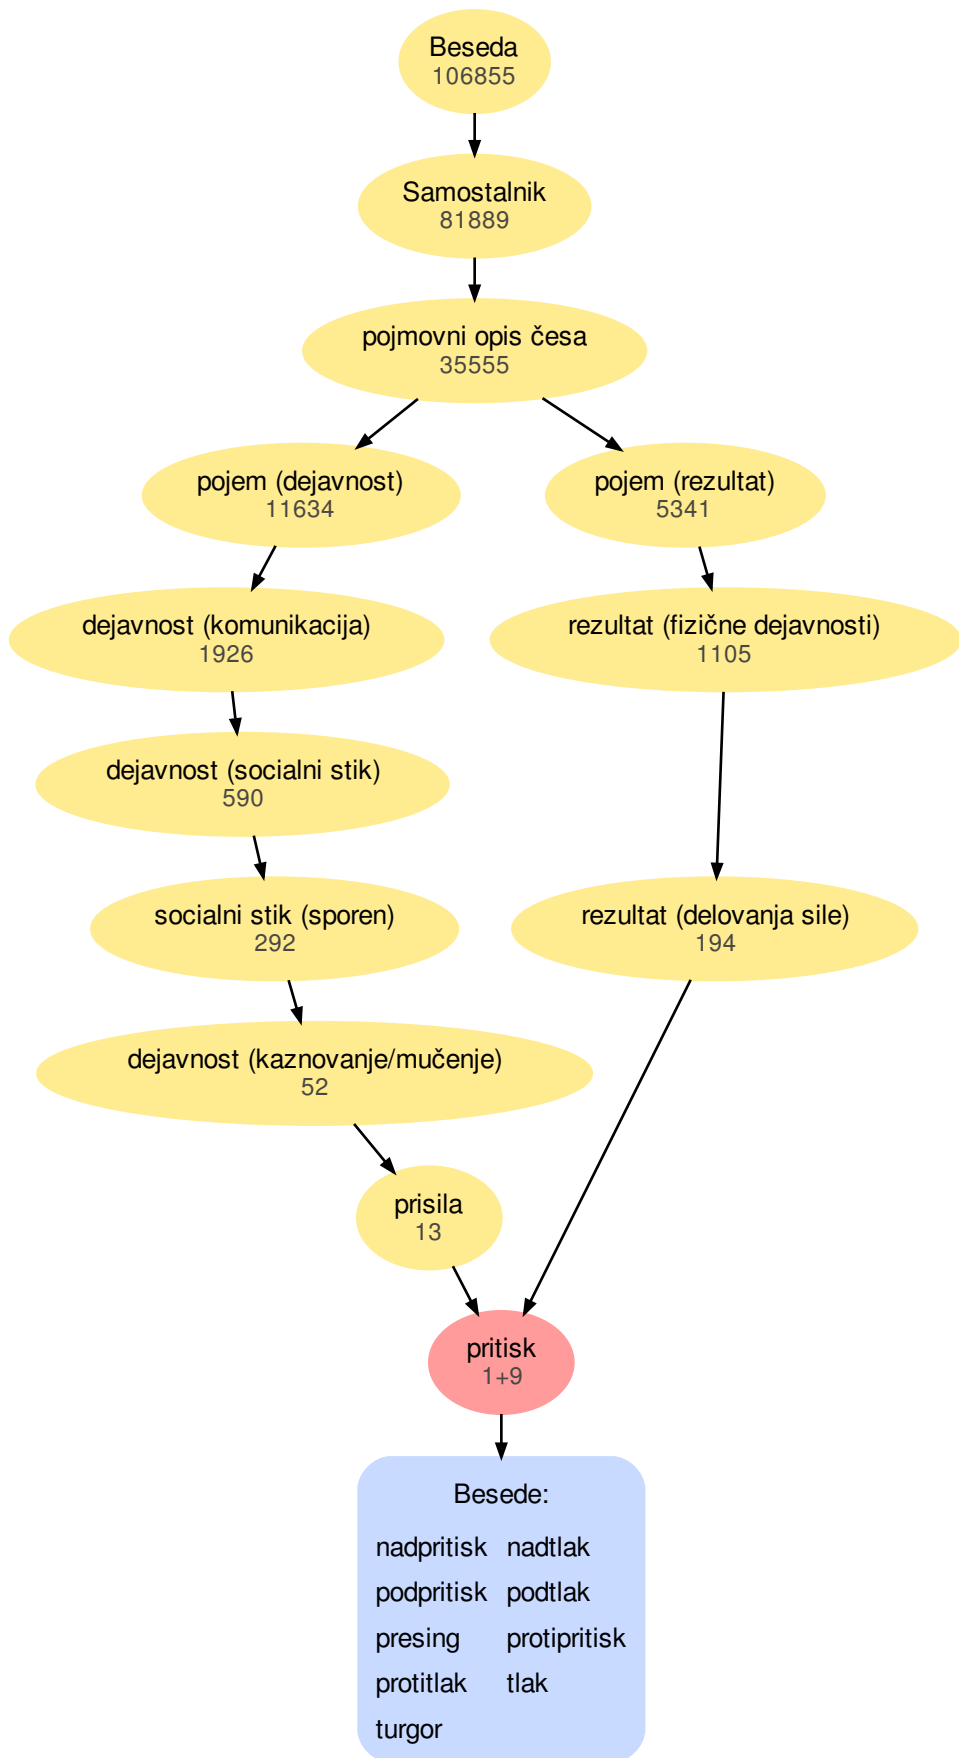 Beseda
106855
Samostalnik
81889
pojmovni opis česa
35555
pojem (dejavnost)
11634
pojem (rezultat)
5341
dejavnost (komunikacija)
1926
rezultat (fizične dejavnosti)
1105
dejavnost (socialni stik)
590
socialni stik (sporen)
292
rezultat (delovanja sile)
194
dejavnost (kaznovanje/mučenje)
52
prisila
13
pritisk
1+9
Besede:
nadpritisk nadtlak
podpritisk podtlak
presing protipritisk
protitlak tlak
turgor